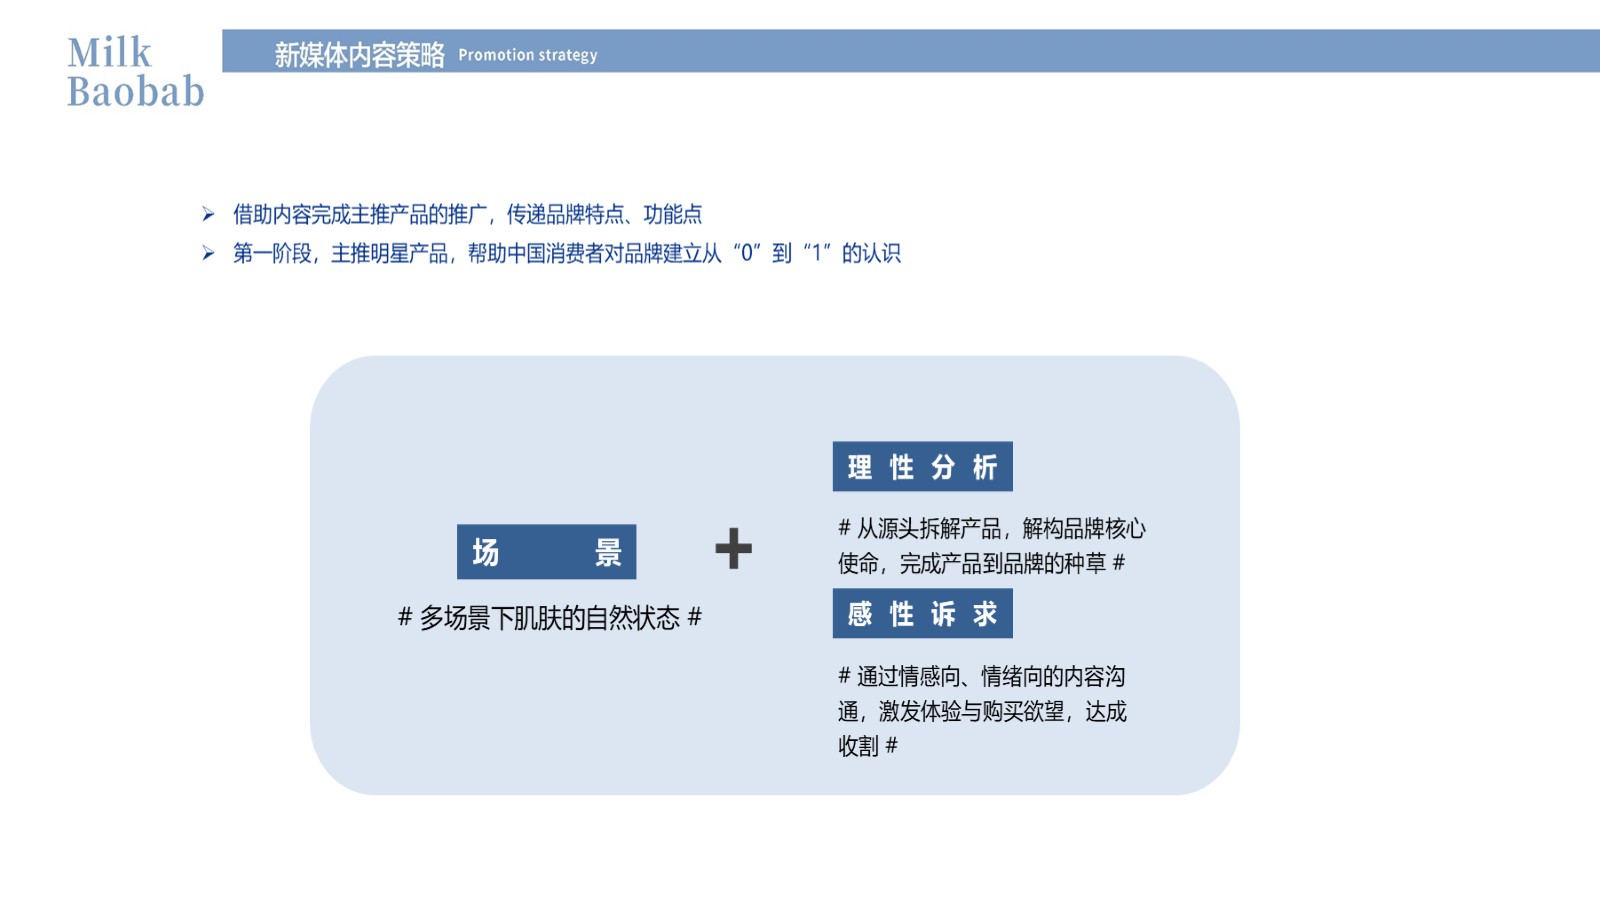 Milk
Baobab
新媒体内容策略 Promotion strategy
借助内容完成主推产品的推广，传递品牌特点、功能点
第一阶段，主推明星产品，帮助中国消费者对品牌建立从“0”到“1”的认识
场 景
# 多场景下肌肤的自然状态 #
+
理性分析
# 从源头拆解产品，解构品牌核心
使命，完成产品到品牌的种草 #
感性诉求
# 通过情感向、情绪向的内容沟
通，激发体验与购买欲望，达成
收割 #